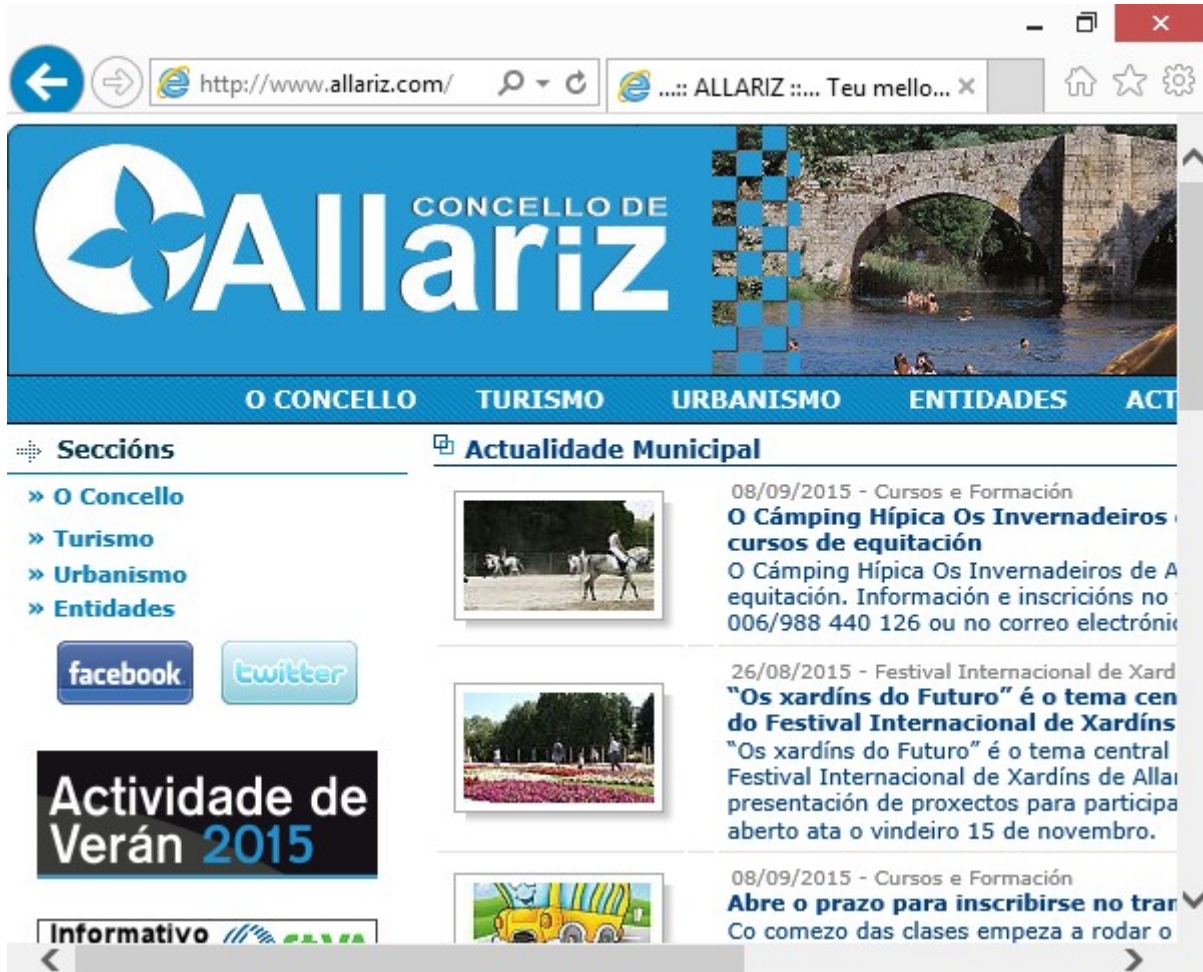 http://www.allariz.com/
...:: ALLARIZ ::... Teu mello...
CONCELLO DE
Allariz
O CONCELLO TURISMO URBANISMO ENTIDADES ACT
Seccións
» O Concello
» Turismo
» Urbanismo
» Entidades
facebook
twitter
Actividade de
Verán 2015
Informativo
Actualidade Municipal
08/09/2015 - Cursos e Formación
O Cámping Hípica Os Invernadeiros
cursos de equitación
O Cámping Hípica Os Invernadeiros de A
equitación. Información e inscricións no
006/988 440 126 ou no correo electrónic
26/08/2015 - Festival Internacional de Xard
“Os xardíns do Futuro” é o tema cen
do Festival Internacional de Xardíns
“Os xardíns do Futuro” é o tema central
Festival Internacional de Xardíns de Allar
presentación de proxectos para participa
aberto ata o vindeiro 15 de novembro.
08/09/2015 - Cursos e Formación
Abre o prazo para inscribirse no tran
Co comezo das clases empeza a rodar o